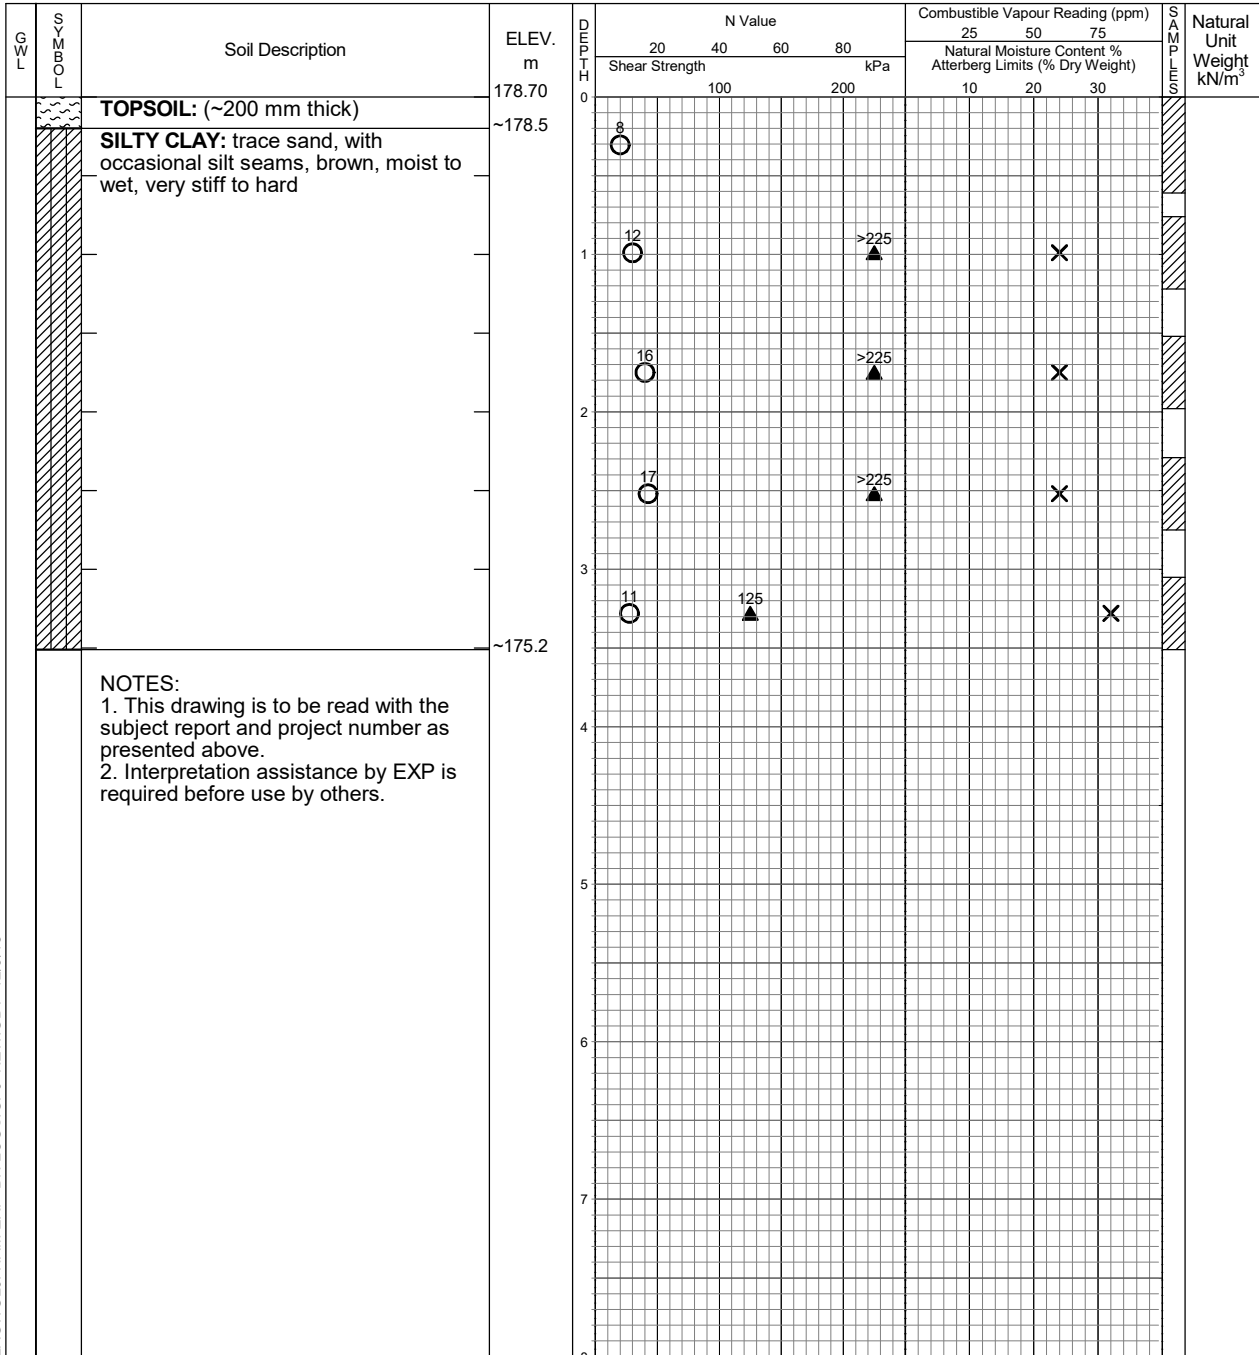 GWL
SYMBOL
Soil Description
ELEV.
m
DEPTH
N Value
20 40 60 80
Shear Strength kPa
100 200
Combustible Vapour Reading (ppm)
25 50 75
Natural Moisture Content %
Atterberg Limits (% Dry Weight)
10 20 30
SAMPLES
Natural
Unit
Weight
kN/m³
178.70
0
TOPSOIL: (~200 mm thick)
~178.5
SILTY CLAY: trace sand, with
occasional silt seams, brown, moist to
wet, very stiff to hard
8
12 >225
1
16 >225
2
17 >225
3
11 125
~175.2
NOTES:
1. This drawing is to be read with the
subject report and project number as
presented above.
2. Interpretation assistance by EXP is
required before use by others.
4
5
6
7